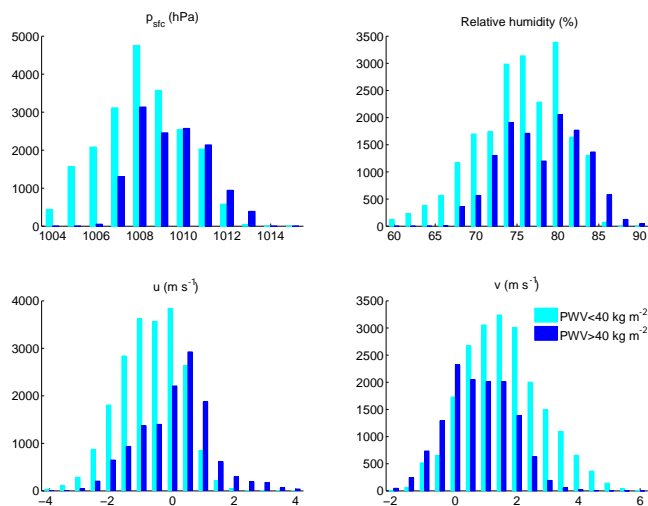 p_sfc (hPa)
5000
4000
3000
2000
1000
0
1004 1006 1008 1010 1012 1014
Relative humidity (%)
3500
3000
2500
2000
1500
1000
500
0
60 65 70 75 80 85 90
u (m s⁻¹)
4000
3000
2000
1000
0
−4 −2 0 2 4
v (m s⁻¹)
3500
3000
2500
2000
1500
1000
500
0
−2 0 2 4 6
PWV<40 kg m⁻²
PWV>40 kg m⁻²